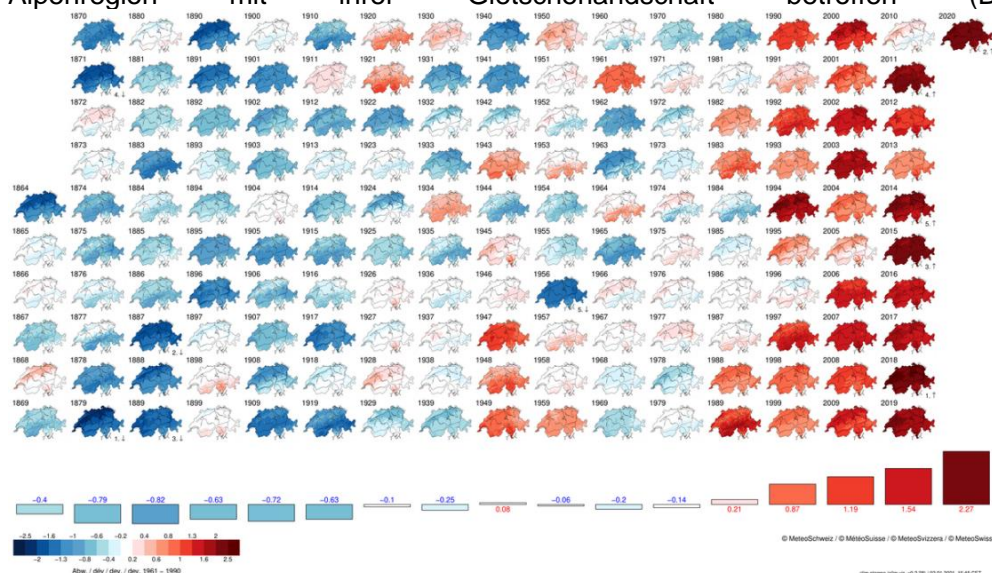 Alpenregion mit ihrer Gletscherlandschaft betreffen
1870 1880 1890 1900 1910 1920 1930 1940 1950 1960 1970 1980 1990 2000 2010 2020
2. ↑
1871 1881 1891 1901 1911 1921 1931 1941 1951 1961 1971 1981 1991 2001 2011
4. ↓ 4. ↑
1872 1882 1892 1902 1912 1922 1932 1942 1952 1962 1972 1982 1992 2002 2012
1873 1883 1893 1903 1913 1923 1933 1943 1953 1963 1973 1983 1993 2003 2013
1864 1874 1884 1894 1904 1914 1924 1934 1944 1954 1964 1974 1984 1994 2004 2014
5. ↑
1865 1875 1885 1895 1905 1915 1925 1935 1945 1955 1965 1975 1985 1995 2005 2015
3. ↑
1866 1876 1886 1896 1906 1916 1926 1936 1946 1956 1966 1976 1986 1996 2006 2016
5. ↓
1867 1877 1887 1897 1907 1917 1927 1937 1947 1957 1967 1977 1987 1997 2007 2017
2. ↓
1868 1878 1888 1898 1908 1918 1928 1938 1948 1958 1968 1978 1988 1998 2008 2018
1. ↑
1869 1879 1889 1899 1909 1919 1929 1939 1949 1959 1969 1979 1989 1999 2009 2019
1. ↓ 3. ↓
−0.4 −0.79 −0.82 −0.63 −0.72 −0.63 −0.1 −0.25 0.08 −0.06 −0.2 −0.14 0.21 0.87 1.19 1.54 2.27
−2.5 −1.6 −1 −0.6 −0.2 0.4 0.8 1.3 2
−2 −1.3 −0.8 −0.4 0.2 0.6 1 1.6 2.5
Abw. / dév / dev. / dev. 1961 − 1990
© MeteoSchweiz / © MétéoSuisse / © MeteoSvizzera / © MeteoSwiss